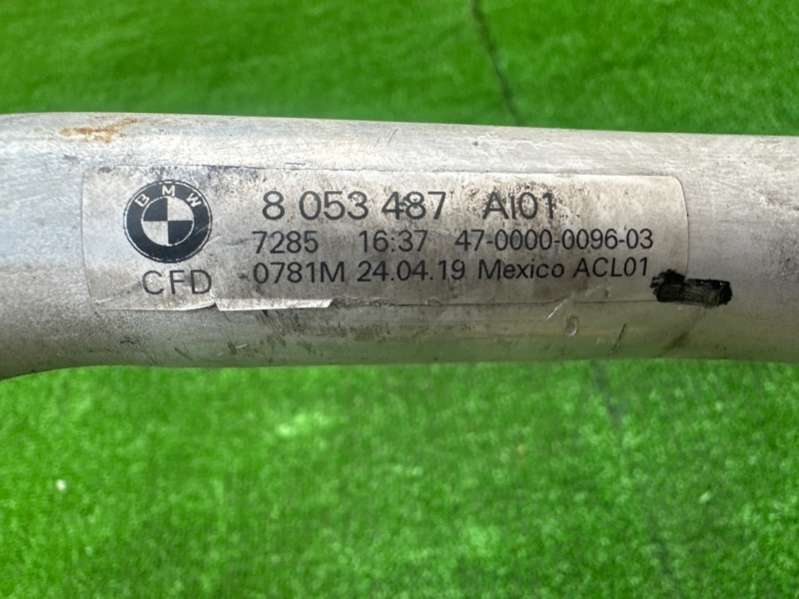 BMW
8 053 487 AI01
7285 16:37 47-0000-0096-03
CFD 0781M 24.04.19 Mexico ACL01